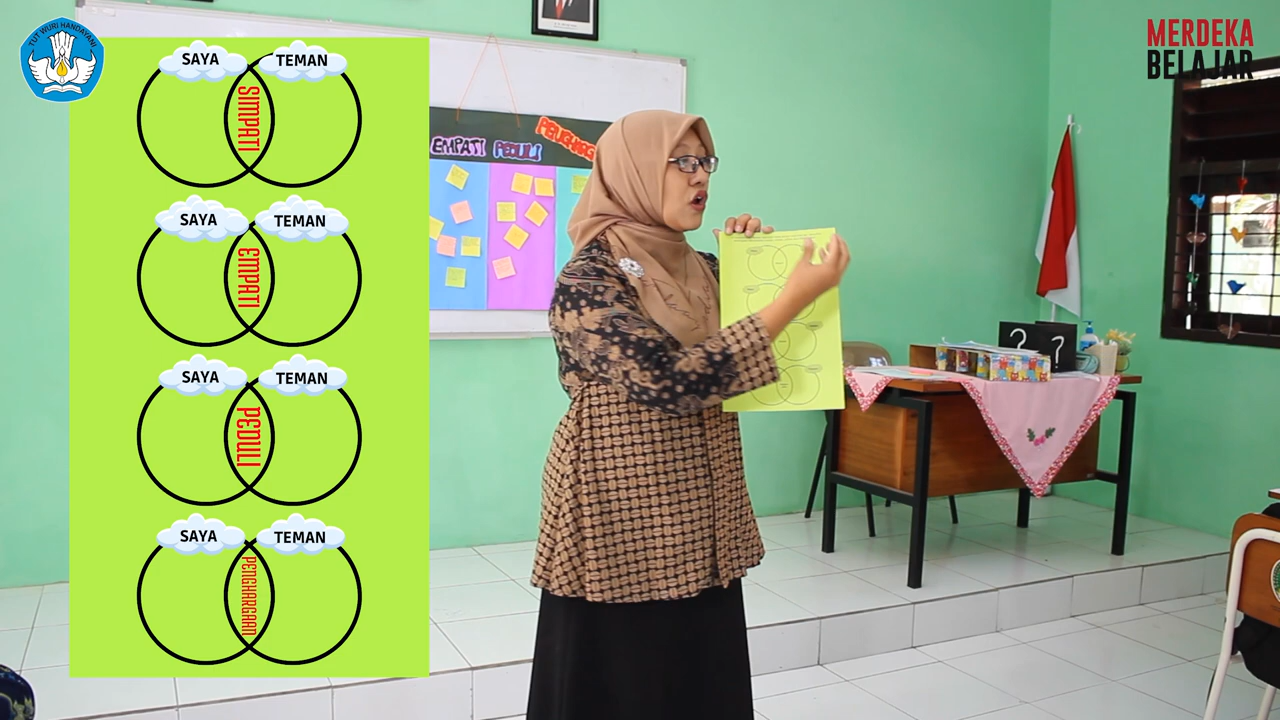 TUT WURI HANDAYANI
MERDEKA
BELAJAR
SAYA
TEMAN
SIMPATI
SAYA
TEMAN
EMPATI
SAYA
TEMAN
PEDULI
SAYA
TEMAN
PENGHARGAAN
EMPATI PEDULI
? ?